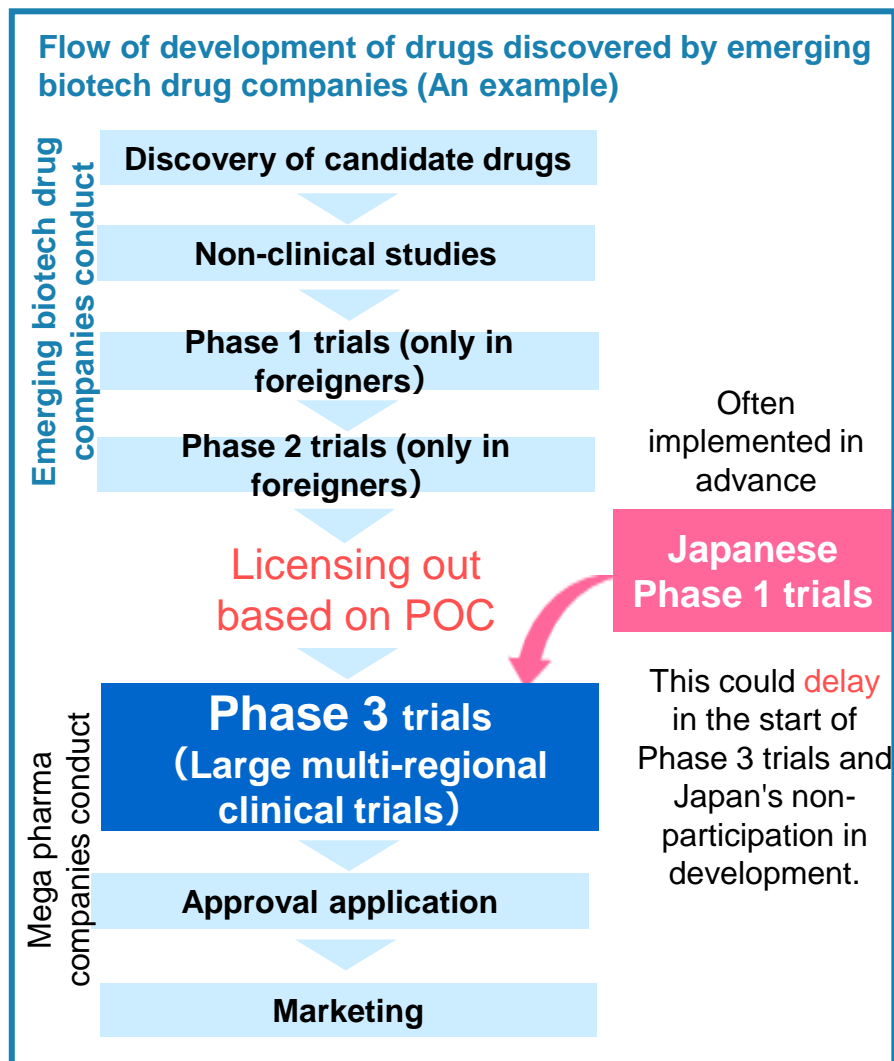 Flow of development of drugs discovered by emerging
biotech drug companies (An example)
Emerging biotech drug
companies conduct
Discovery of candidate drugs
Non-clinical studies
Phase 1 trials (only in
foreigners）
Phase 2 trials (only in
foreigners）
Licensing out
based on POC
Often
implemented in
advance
Japanese
Phase 1 trials
This could delay
in the start of
Phase 3 trials and
Japan's non-
participation in
development.
Mega pharma
companies conduct
Phase 3 trials
（Large multi-regional
clinical trials）
Approval application
Marketing